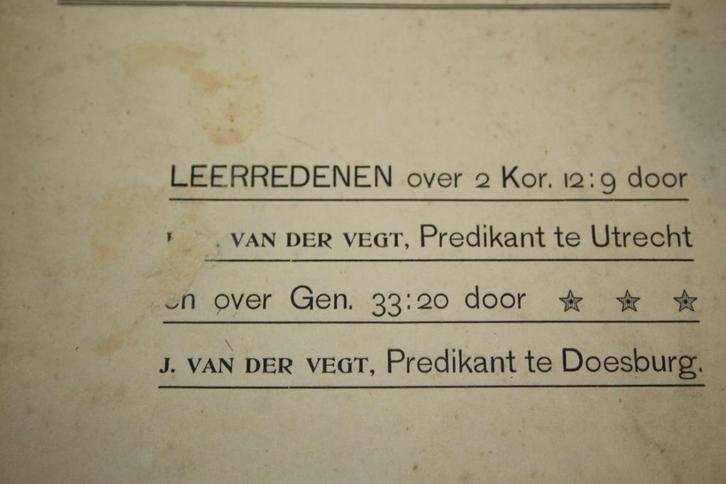 LEERREDENEN over 2 Kor. 12:9 door
VAN DER VEGT, Predikant te Utrecht
en over Gen. 33:20 door
J. VAN DER VEGT, Predikant te Doesburg.